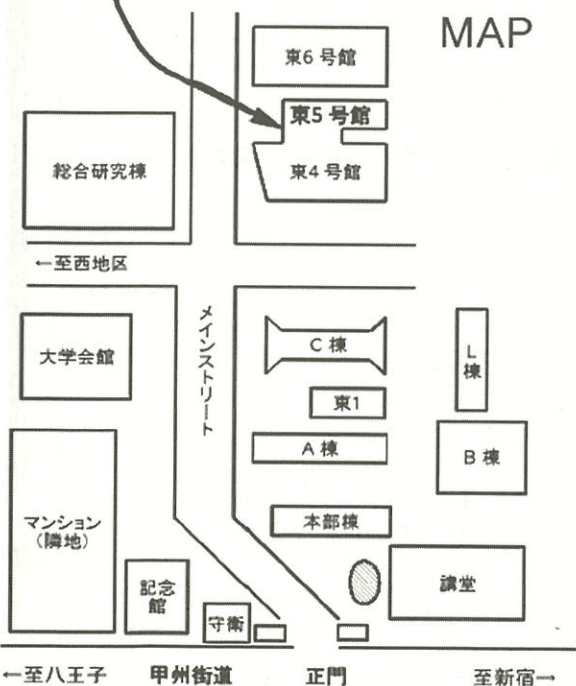 MAP
東6 号館
東5 号館
総合研究棟
東4 号館
←至西地区
メインストリート
C 棟
L
棟
大学会館
東1
A 棟
B 棟
マンション
(隣地)
本部棟
記念
館
講堂
守衛
←至八王子
甲州街道
正門
至新宿→